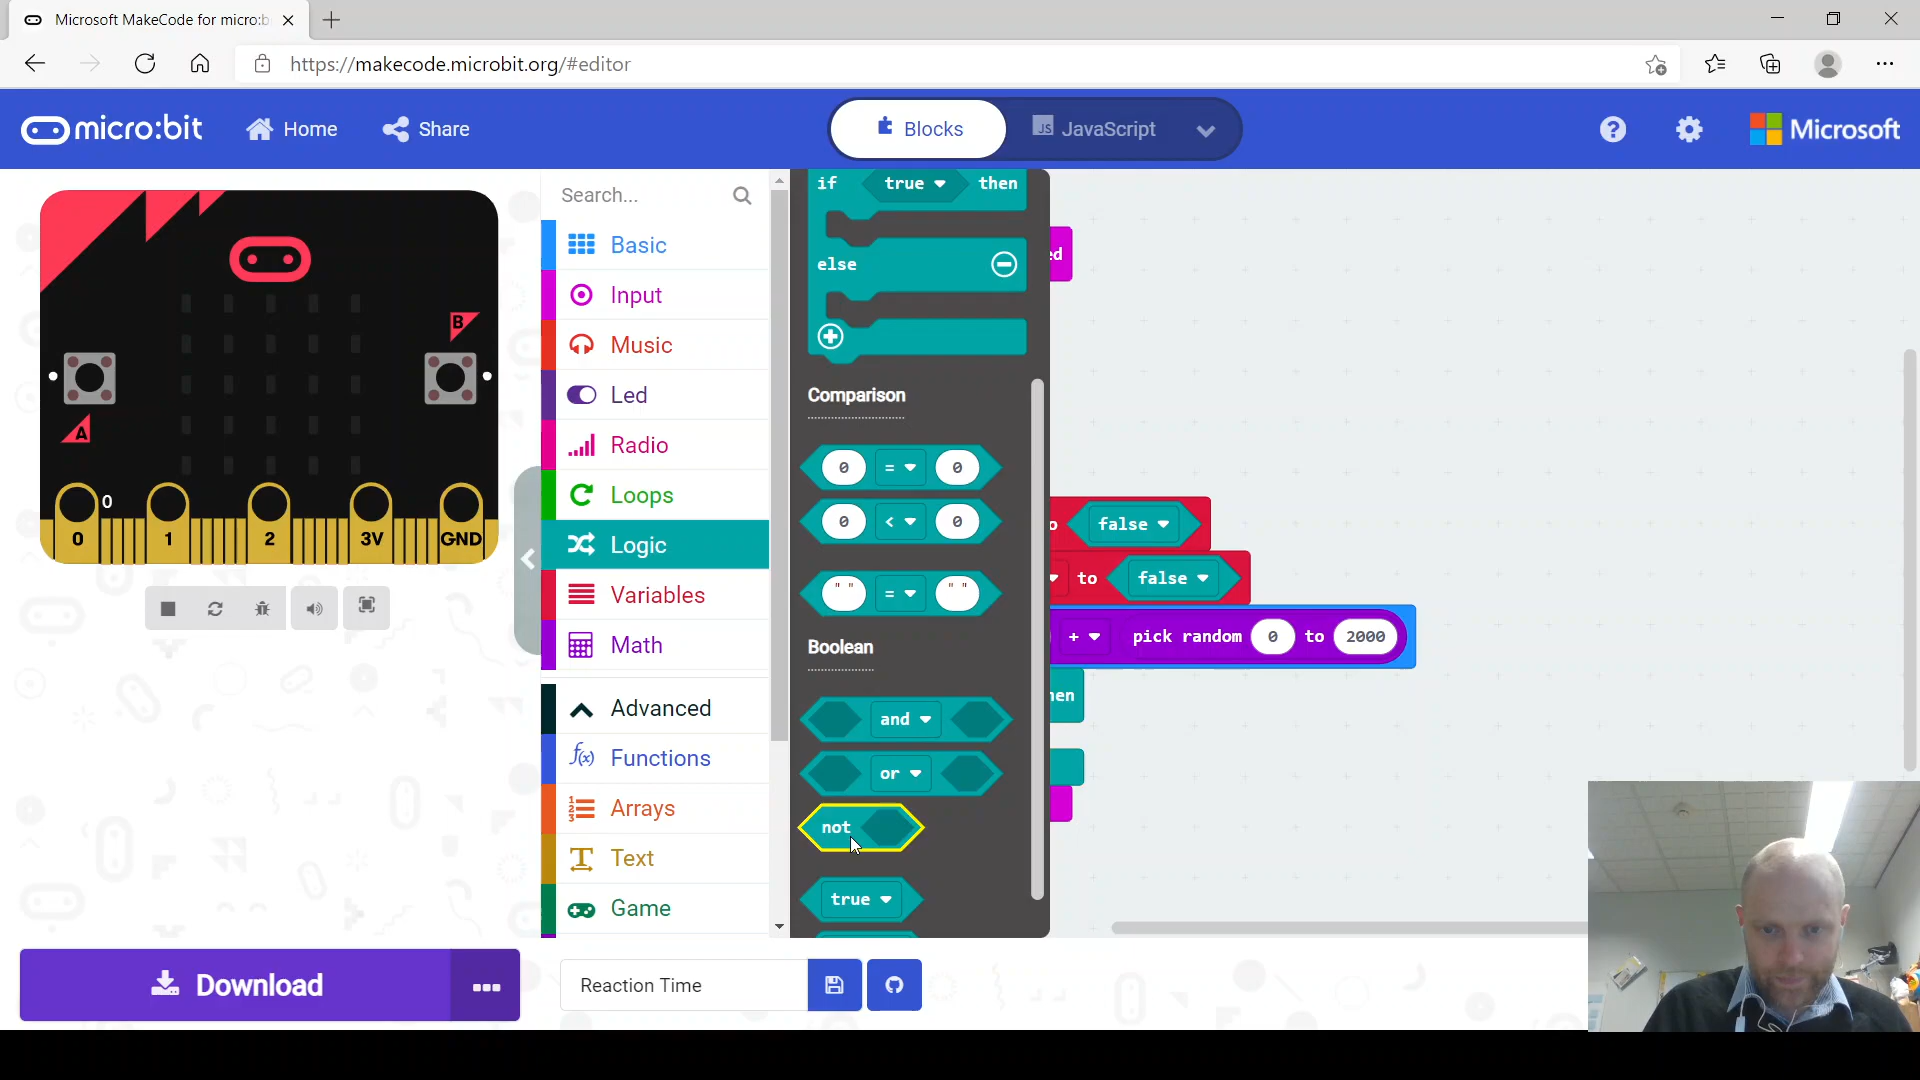 Microsoft MakeCode for micro:b
https://makecode.microbit.org/#editor
micro:bit
Home
Share
Blocks
JS JavaScript
?
Microsoft
B
A
0
0 1 2 3V GND
Download
Search...
Basic
Input
Music
Led
Radio
Loops
Logic
Variables
Math
Advanced
f(x) Functions
Arrays
Text
Game
if true then
else
Comparison
0 = 0
0 < 0
" " = " "
Boolean
and
or
not
true
ed
o false
to false
+ pick random 0 to 2000
hen
Reaction Time